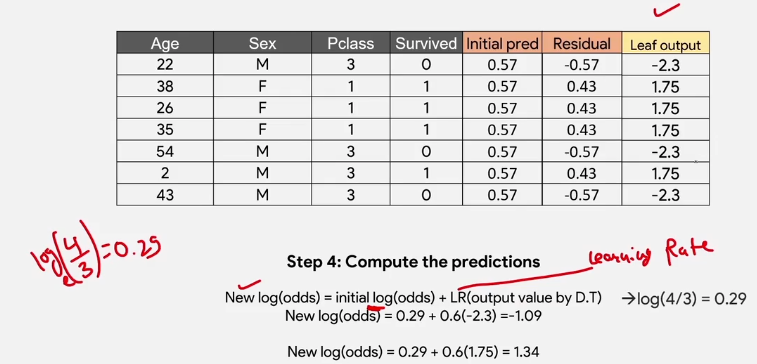 Age Sex Pclass Survived Initial pred Residual Leaf output
22 M 3 0 0.57 -0.57 -2.3
38 F 1 1 0.57 0.43 1.75
26 F 1 1 0.57 0.43 1.75
35 F 1 1 0.57 0.43 1.75
54 M 3 0 0.57 -0.57 -2.3
2 M 3 1 0.57 0.43 1.75
43 M 3 0 0.57 -0.57 -2.3
log e (4/3) = 0.29
Learning Rate
Step 4: Compute the predictions
New log(odds) = initial log(odds) + LR(output value by D.T) →log(4/3) = 0.29
New log(odds) = 0.29 + 0.6(-2.3) =-1.09
New log(odds) = 0.29 + 0.6(1.75) = 1.34